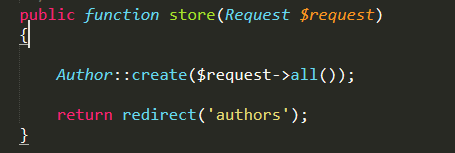 public function store(Request $request)
{
Author::create($request->all());
return redirect('authors');
}